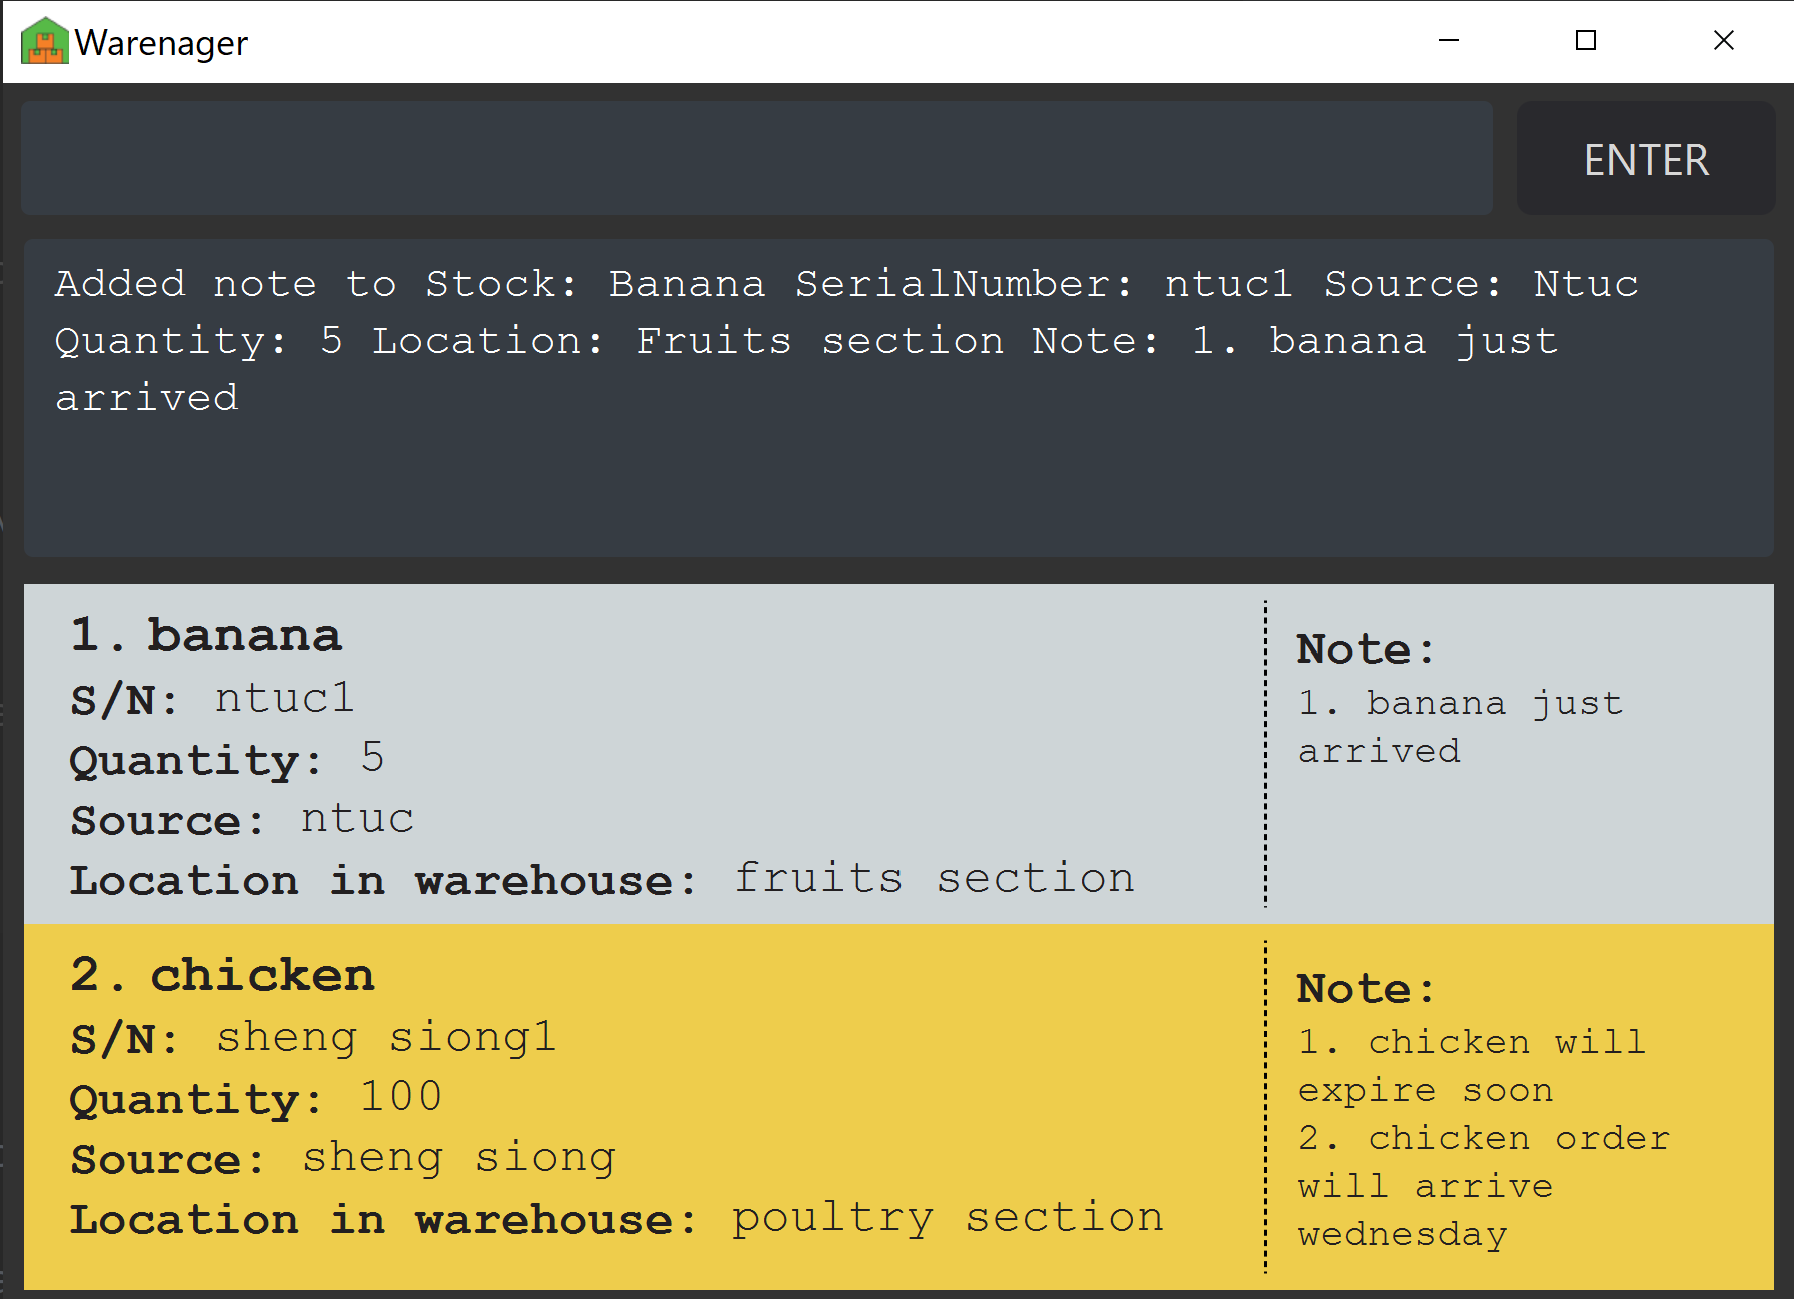 Warenager
ENTER
Added note to Stock: Banana SerialNumber: ntuc1 Source: Ntuc
Quantity: 5 Location: Fruits section Note: 1. banana just
arrived
1. banana
S/N: ntuc1
Quantity: 5
Source: ntuc
Location in warehouse: fruits section
Note:
1. banana just
arrived
2. chicken
S/N: sheng siong1
Quantity: 100
Source: sheng siong
Location in warehouse: poultry section
Note:
1. chicken will
expire soon
2. chicken order
will arrive
wednesday